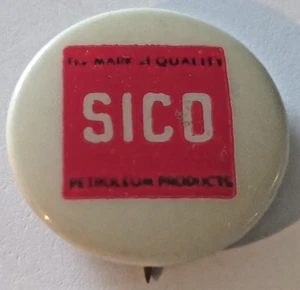 The MARK of QUALITY
SICO
PETROLEUM PRODUCTS